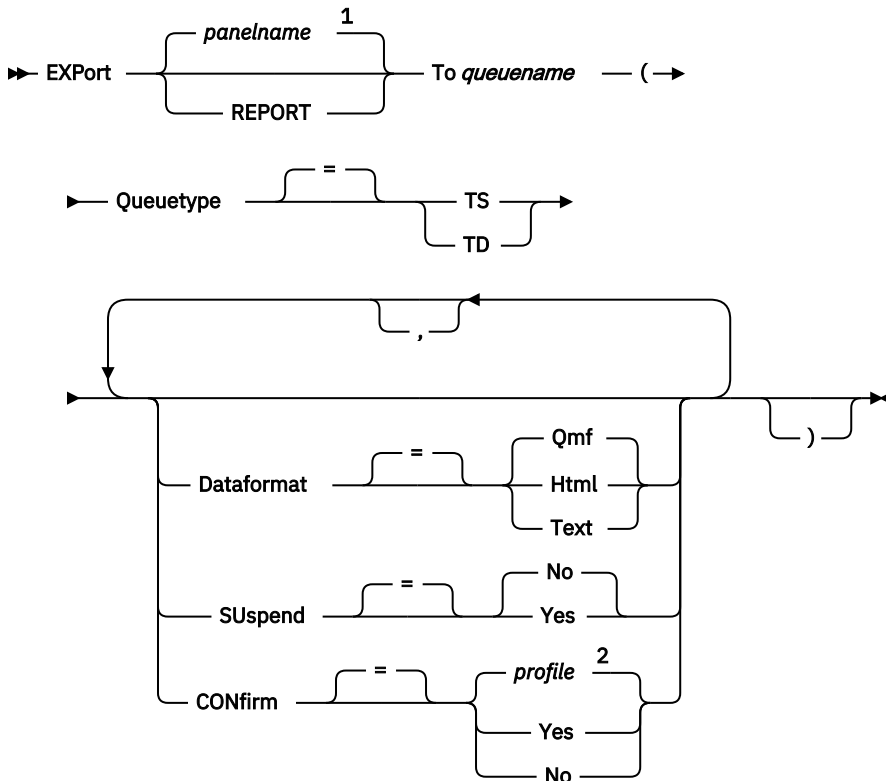 panelname 1
EXPort
To queuename (
REPORT
=
Queuetype TS
TD
,
Qmf
=
Dataformat Html
Text
No
=
SUspend Yes
)
profile 2
=
CONfirm
Yes
No